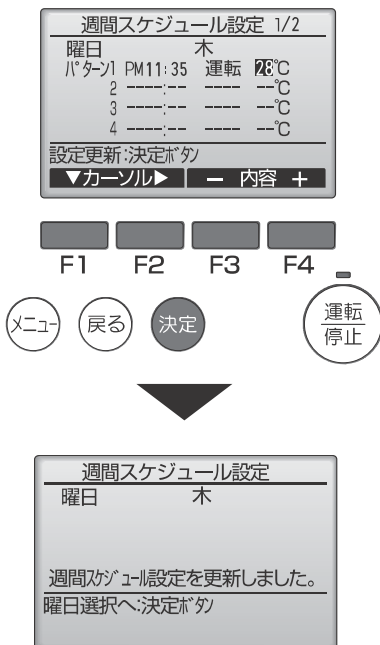 週間スケジュール設定 1/2
曜日 木
パターン1 PM11:35 運転 28℃
2 ----:-- ---- --℃
3 ----:-- ---- --℃
4 ----:-- ---- --℃
設定更新:決定ボタン
▼カーソル▶ − 内容 +
F1 F2 F3 F4
メニュー 戻る 決定 運転 停止
週間スケジュール設定
曜日 木
週間スケジュール設定を更新しました。
曜日選択へ:決定ボタン